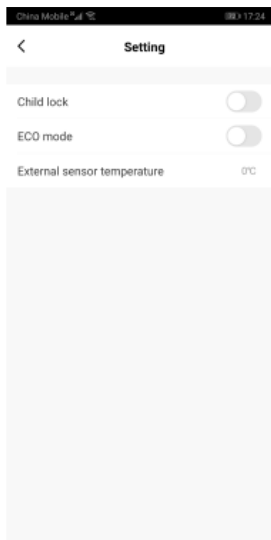 China Mobile 17:24
Setting
Child lock
ECO mode
External sensor temperature 0℃